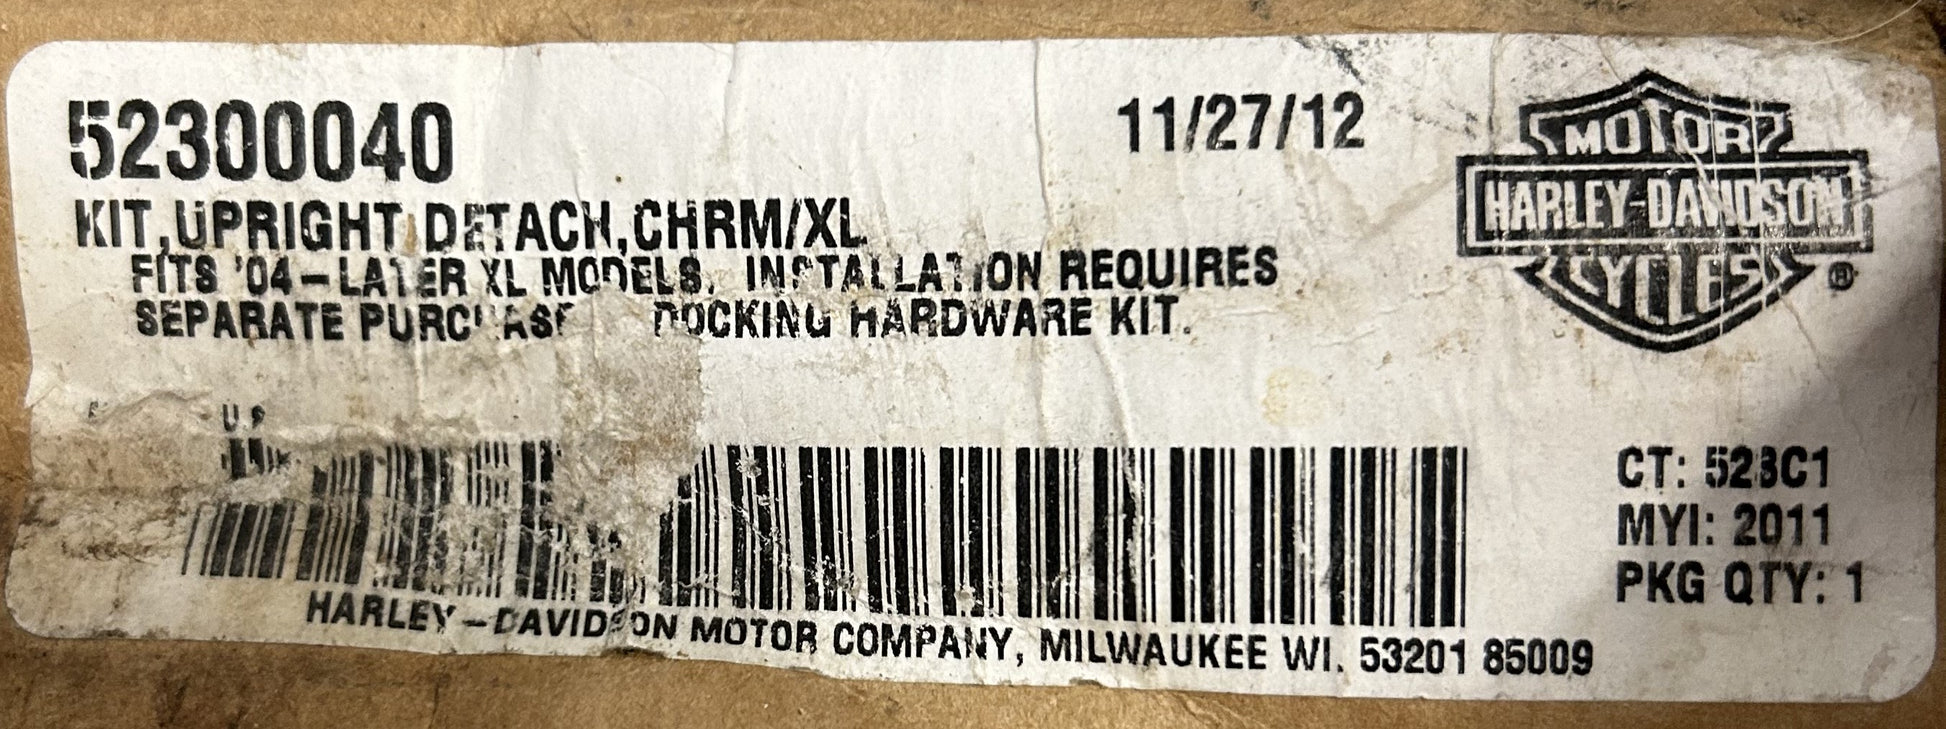 52300040
11/27/12
KIT,UPRIGHT DETACH,CHRM/XL
FITS '04-LATER XL MODELS. INSTALLATION REQUIRES
SEPARATE PURCHASE DOCKING HARDWARE KIT.
MOTOR
HARLEY-DAVIDSON
CYCLES
®
CT: 523C1
MYI: 2011
PKG QTY: 1
HARLEY-DAVIDSON MOTOR COMPANY, MILWAUKEE WI. 53201 85009